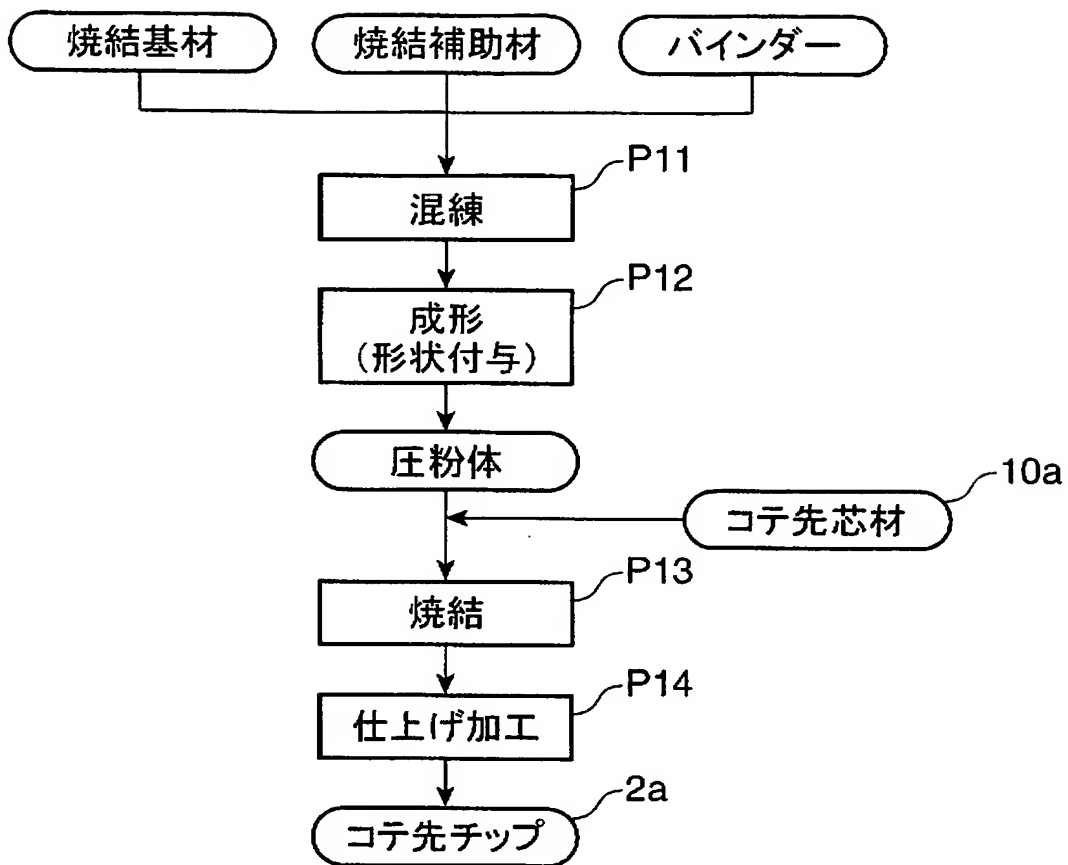 焼結基材
焼結補助材
バインダー
P11
混練
P12
成形
(形状付与)
圧粉体
10a
コテ先芯材
P13
焼結
P14
仕上げ加工
2a
コテ先チップ